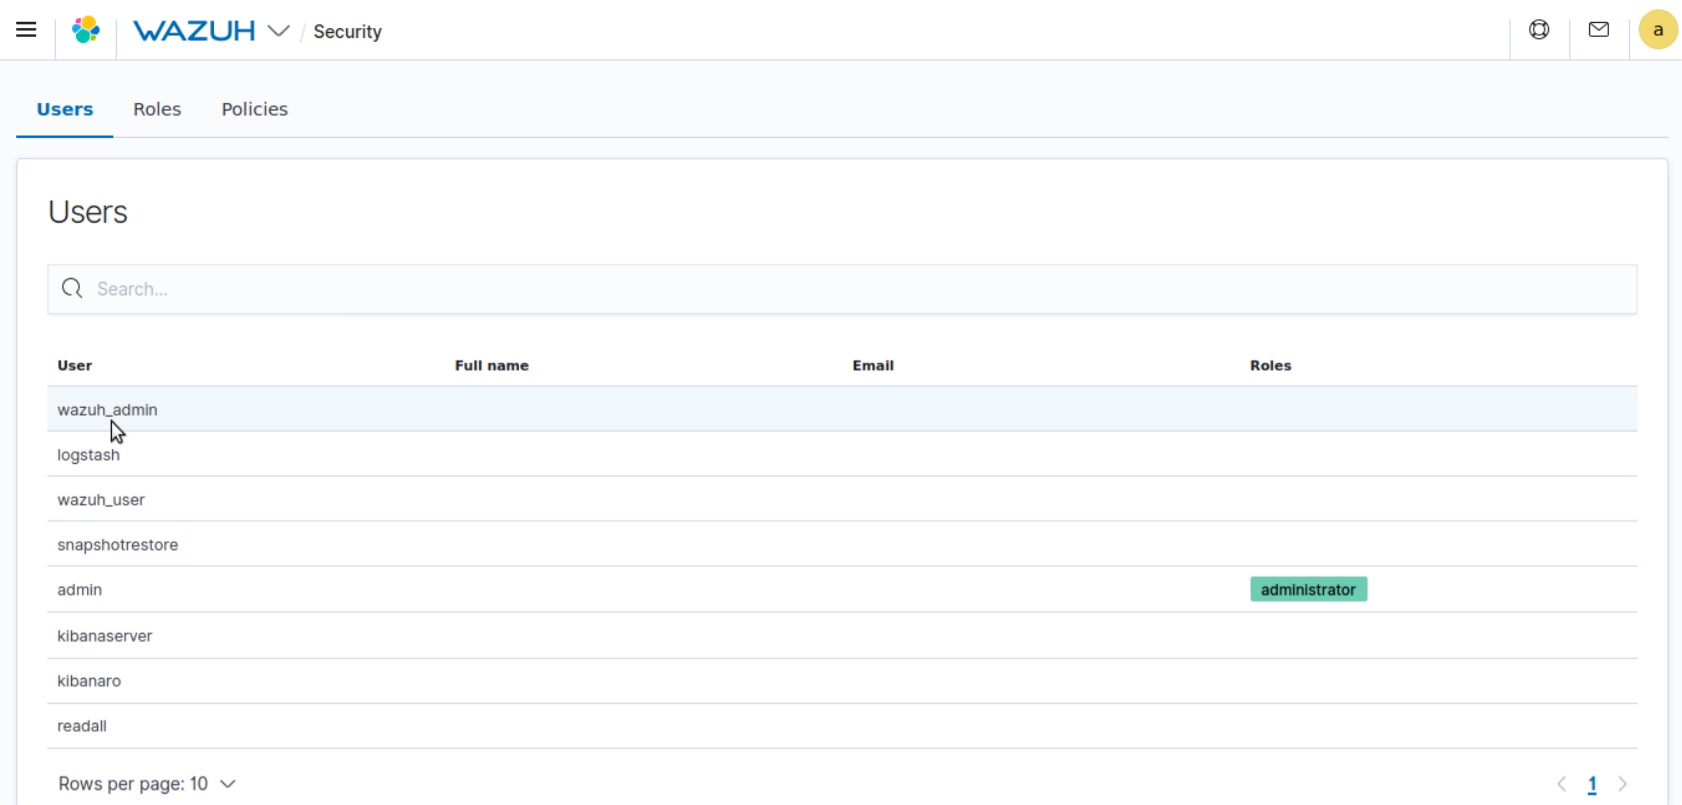 WAZUH / Security a
Users Roles Policies
Users
Search...
User Full name Email Roles
wazuh_admin
logstash
wazuh_user
snapshotrestore
admin administrator
kibanaserver
kibanaro
readall
Rows per page: 10 1